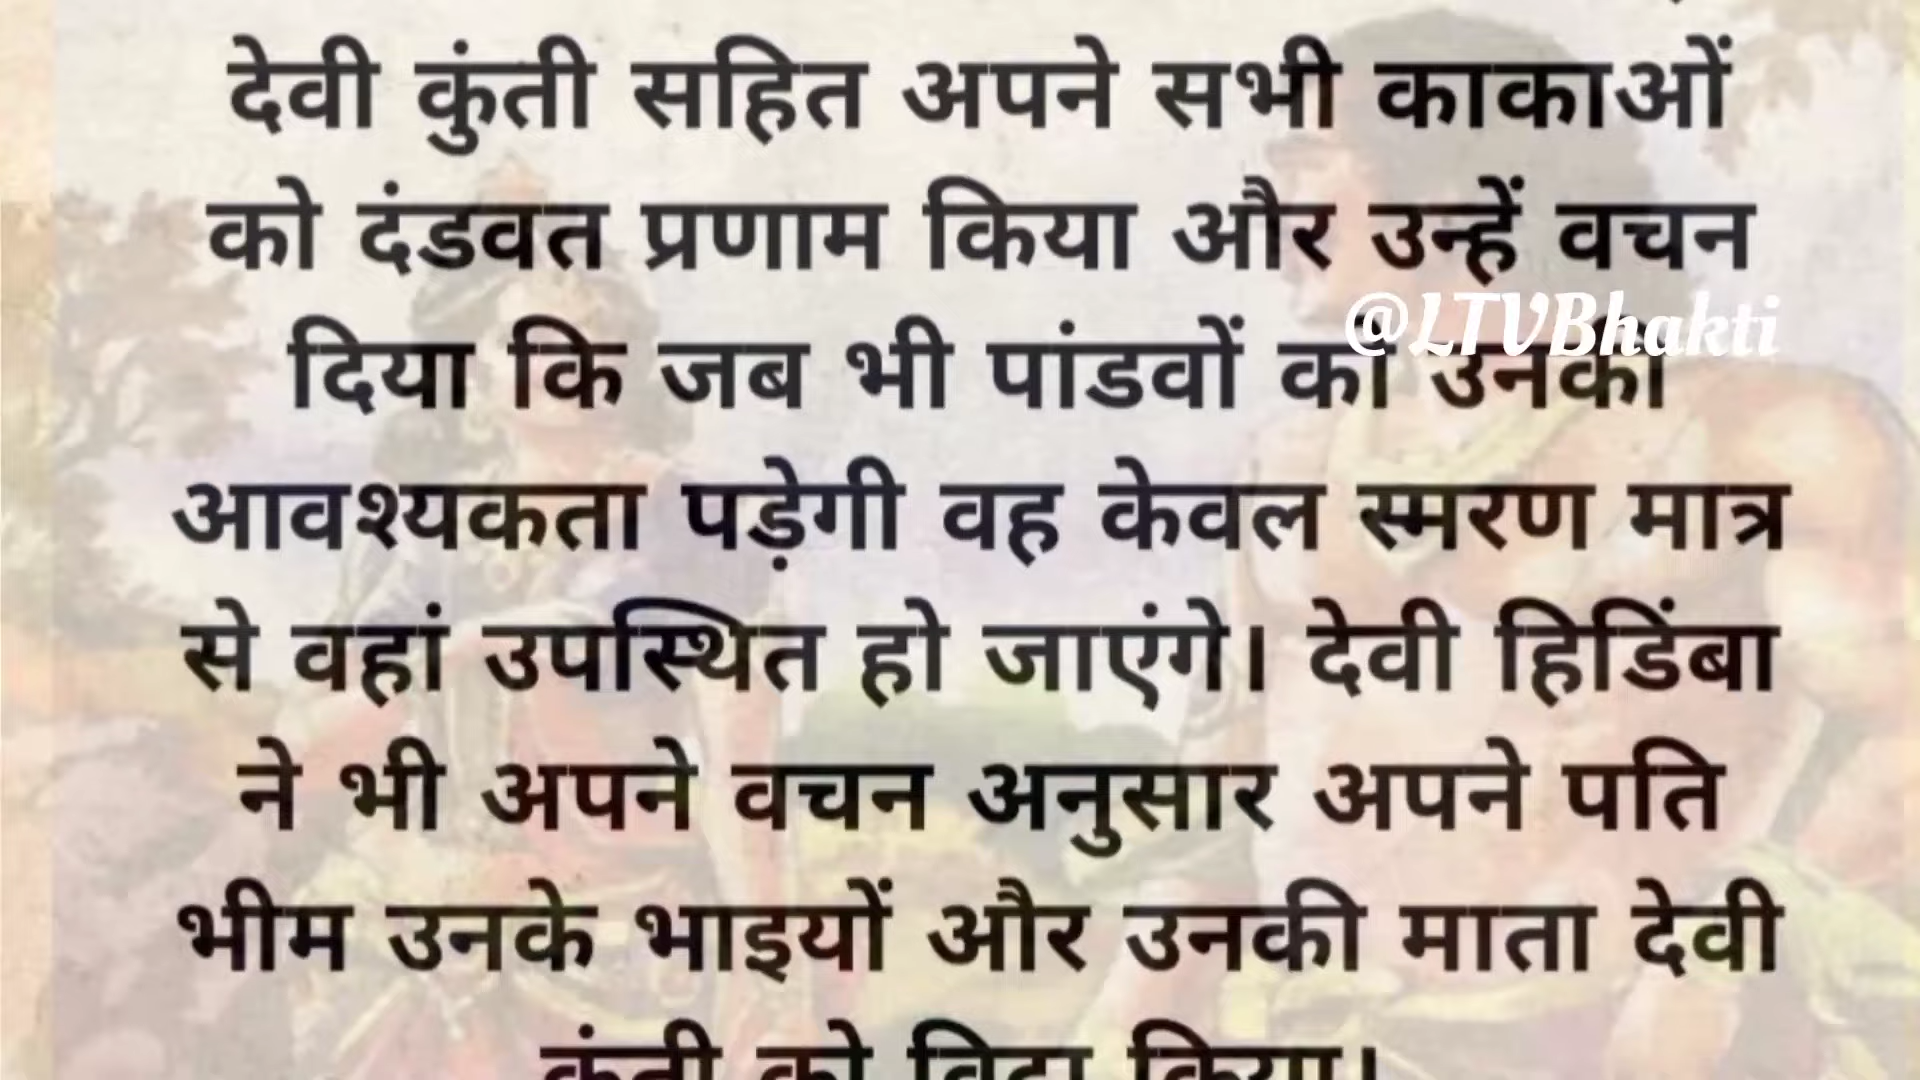 देवी कुंती सहित अपने सभी काकाओं
को दंडवत प्रणाम किया और उन्हें वचन
@LTVBhakti
दिया कि जब भी पांडवों को उनकी
आवश्यकता पड़ेगी वह केवल स्मरण मात्र
से वहां उपस्थित हो जाएंगे। देवी हिडिंबा
ने भी अपने वचन अनुसार अपने पति
भीम उनके भाइयों और उनकी माता देवी
कुंती को विदा किया।